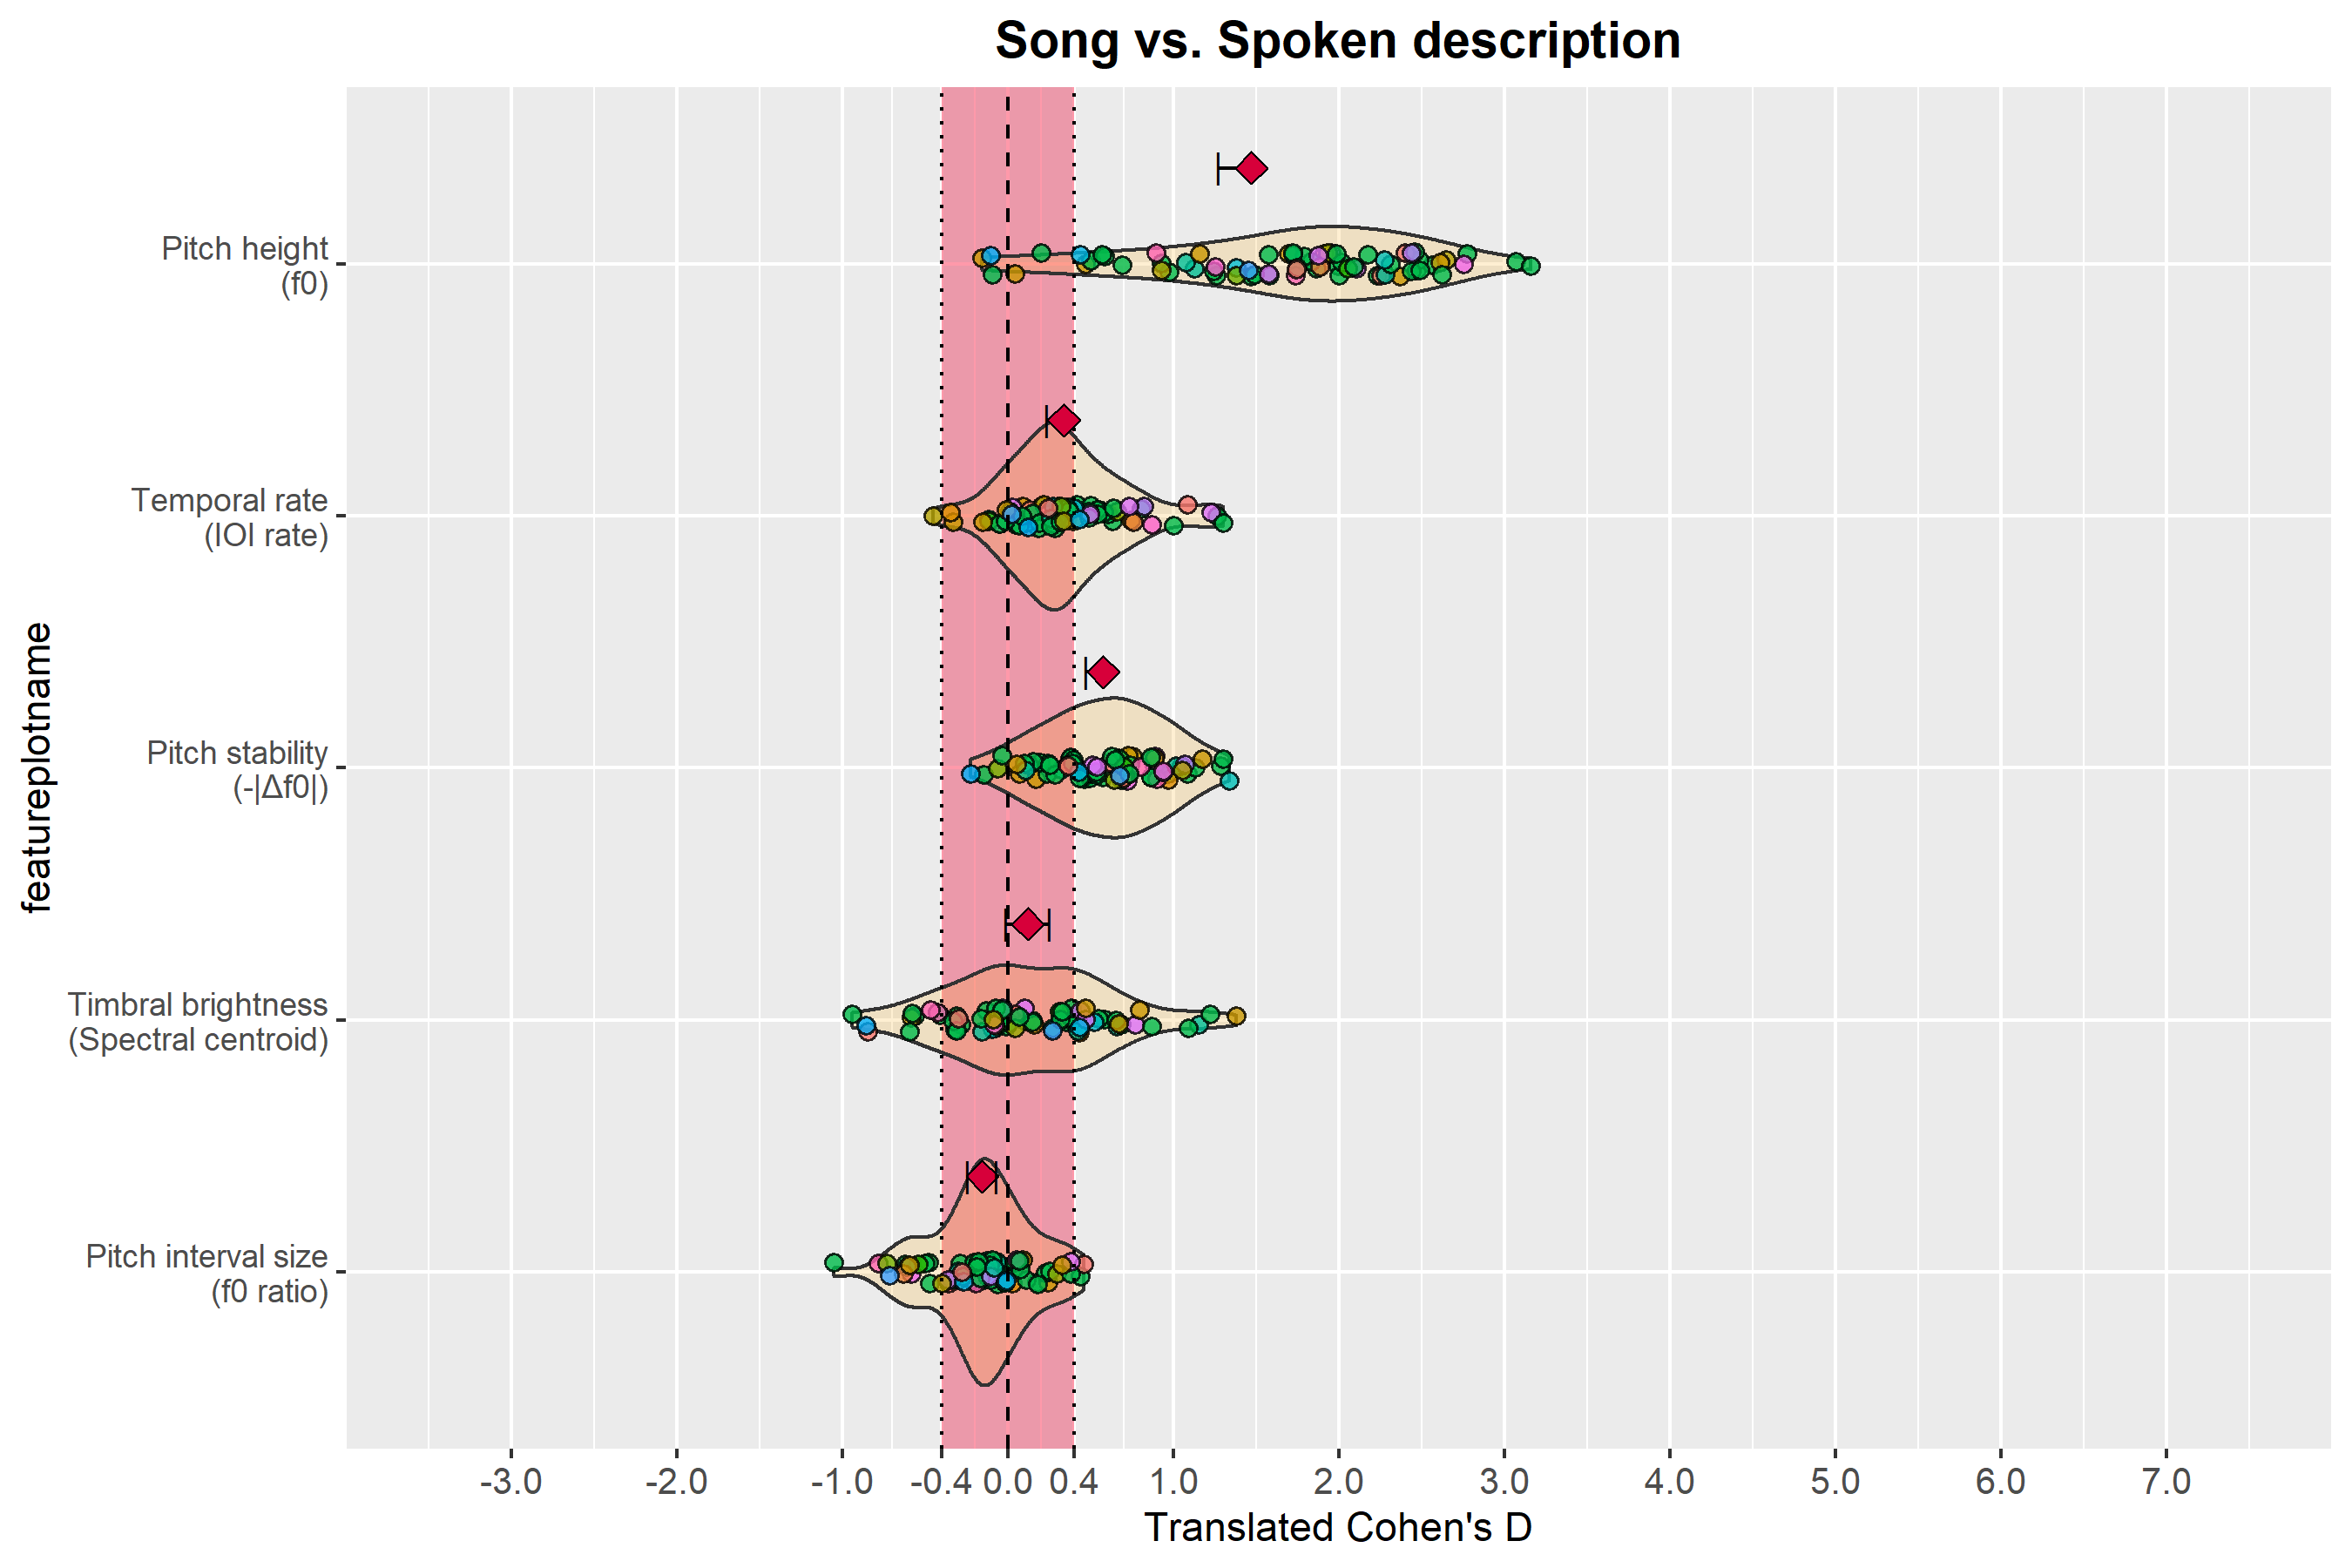 Song vs. Spoken description
Pitch height
(f0)
Temporal rate
(IOI rate)
Pitch stability
(-|Δf0|)
Timbral brightness
(Spectral centroid)
Pitch interval size
(f0 ratio)
featureplotname
-3.0 -2.0 -1.0 -0.4 0.0 0.4 1.0 2.0 3.0 4.0 5.0 6.0 7.0
Translated Cohen's D